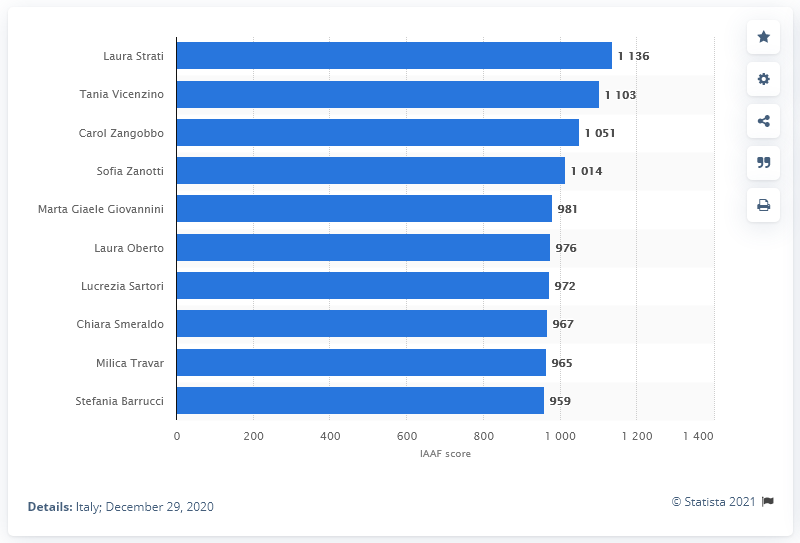 Laura Strati 1 136
Tania Vicenzino 1 103
Carol Zangobbo 1 051
Sofia Zanotti 1 014
Marta Giaele Giovannini 981
Laura Oberto 976
Lucrezia Sartori 972
Chiara Smeraldo 967
Milica Travar 965
Stefania Barrucci 959
0 200 400 600 800 1 000 1 200 1 400
IAAF score
Details: Italy; December 29, 2020
© Statista 2021